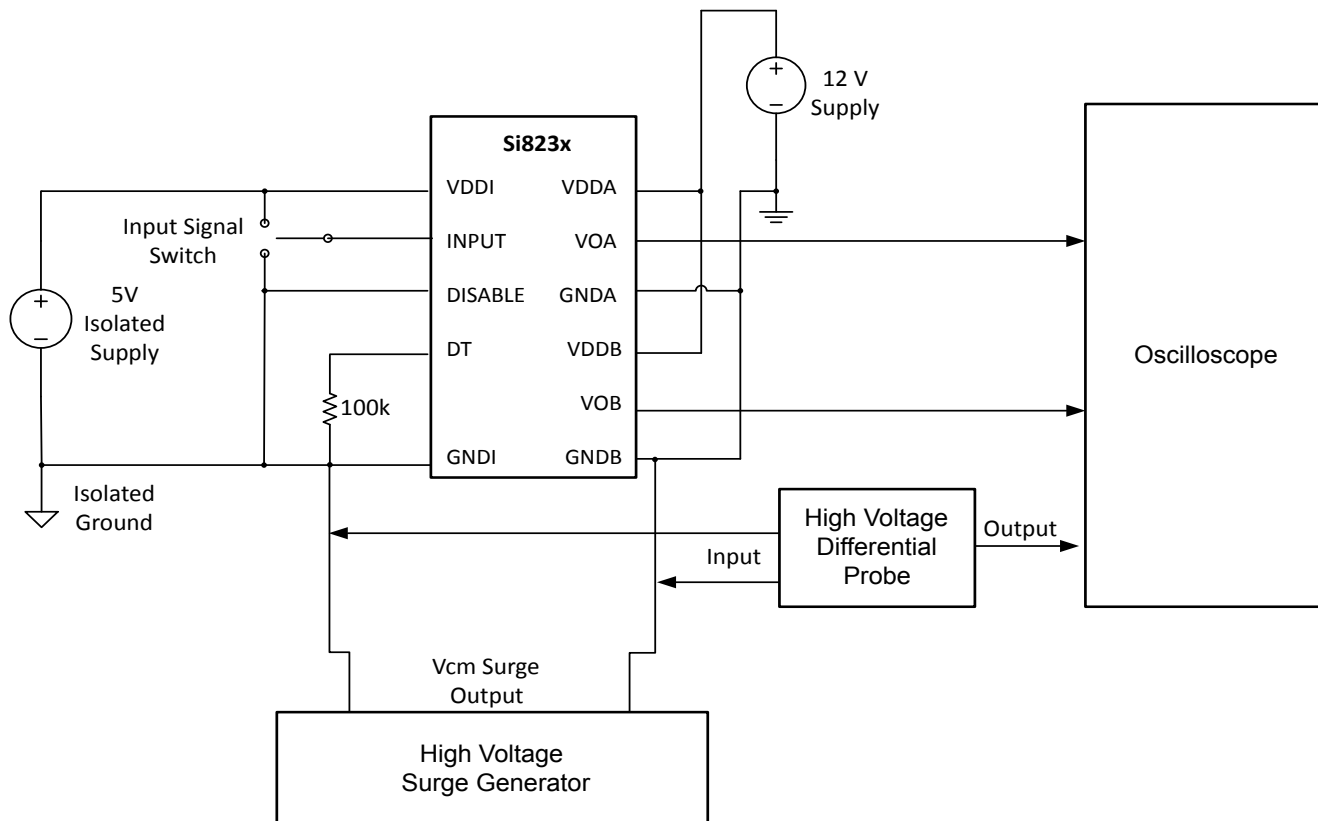 12 V
Supply
Si823x
VDDI
VDDA
Input Signal
Switch
INPUT
VOA
5V
Isolated
Supply
DISABLE
GNDA
DT
VDDB
Oscilloscope
100k
VOB
GNDI
GNDB
Isolated
Ground
High Voltage
Differential
Probe
Output
Input
Vcm Surge
Output
High Voltage
Surge Generator